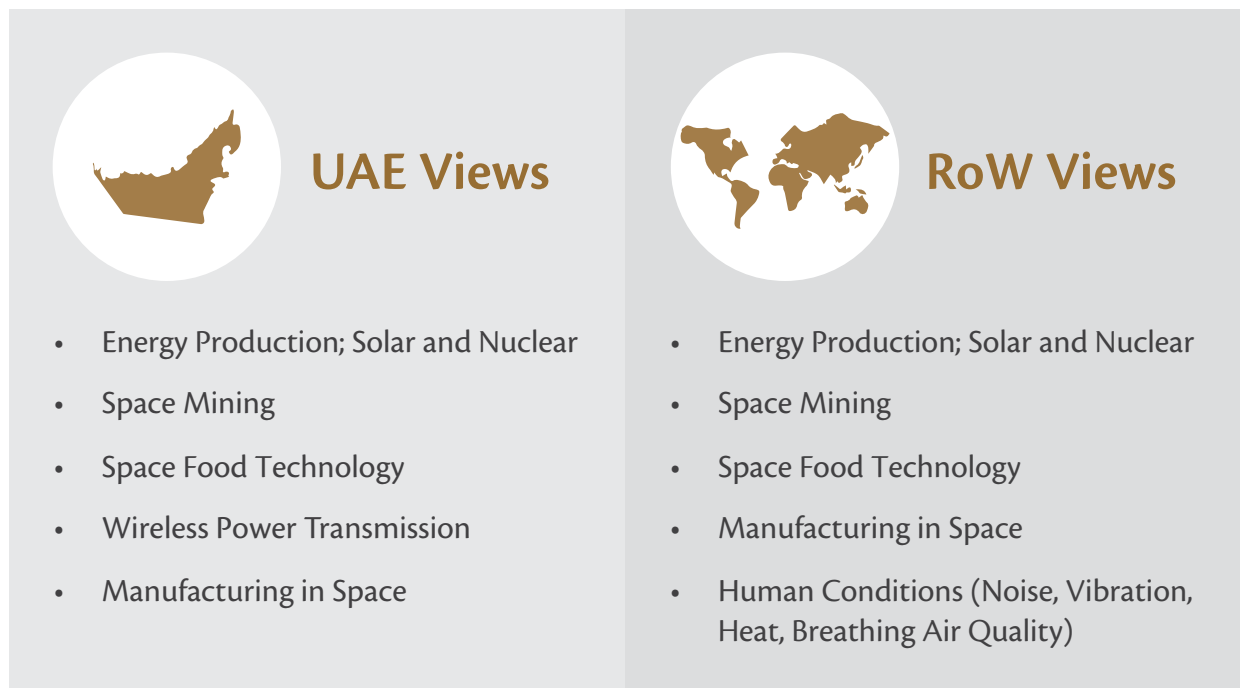 UAE Views
• Energy Production; Solar and Nuclear
• Space Mining
• Space Food Technology
• Wireless Power Transmission
• Manufacturing in Space
RoW Views
• Energy Production; Solar and Nuclear
• Space Mining
• Space Food Technology
• Manufacturing in Space
• Human Conditions (Noise, Vibration,
Heat, Breathing Air Quality)